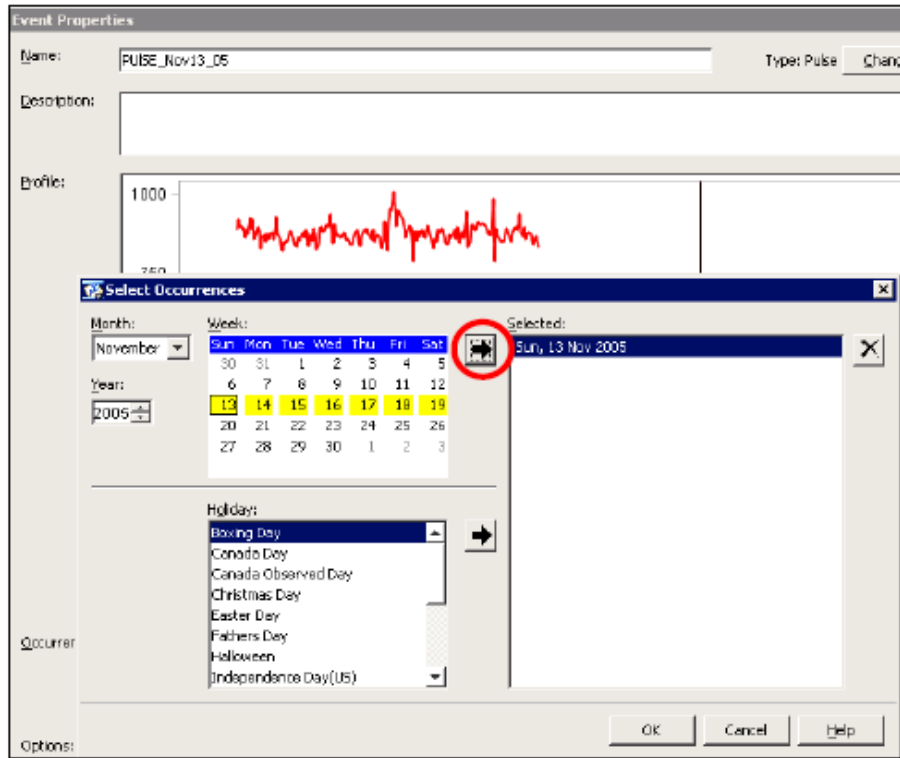 Event Properties
Name:
PUlSE_Nov13_05
Type: Pulse
Chang
Description:
Profile:
1000
750
Select Occurrences
Month:
November
Year:
2005
Week:
Sun Mon Tue Wed Thu Fri Sat
30 31 1 2 3 4 5
6 7 8 9 10 11 12
13 14 15 16 17 18 19
20 21 22 23 24 25 26
27 28 29 30 1 2 3
Selected:
Sun, 13 Nov 2005
Holiday:
Boxing Day
Canada Day
Canada Observed Day
Christmas Day
Easter Day
Fathers Day
Halloween
Independence Day(US)
Occurrer
OK
Cancel
Help
Options: